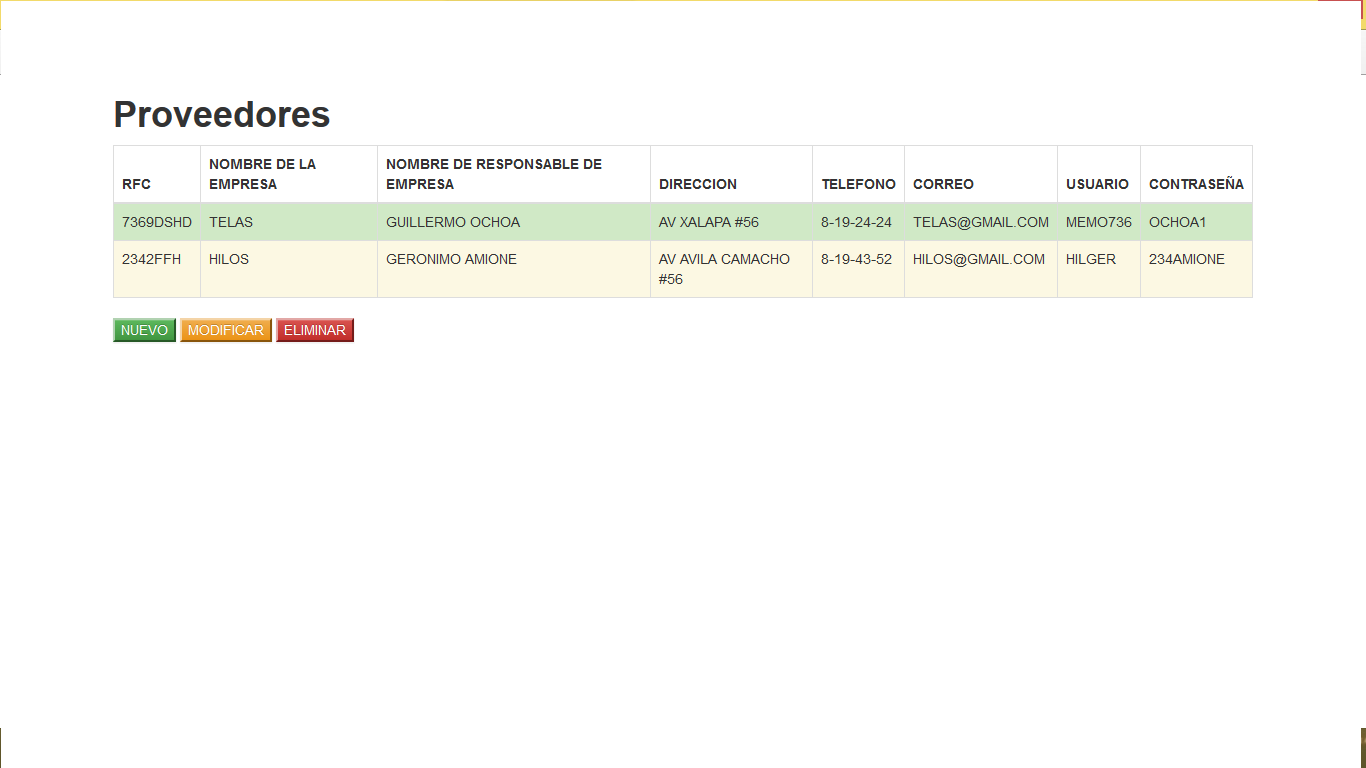 Proveedores
RFC NOMBRE DE LA EMPRESA NOMBRE DE RESPONSABLE DE EMPRESA DIRECCION TELEFONO CORREO USUARIO CONTRASEÑA
7369DSHD TELAS GUILLERMO OCHOA AV XALAPA #56 8-19-24-24 TELAS@GMAIL.COM MEMO736 OCHOA1
2342FFH HILOS GERONIMO AMIONE AV AVILA CAMACHO #56 8-19-43-52 HILOS@GMAIL.COM HILGER 234AMIONE
NUEVO MODIFICAR ELIMINAR